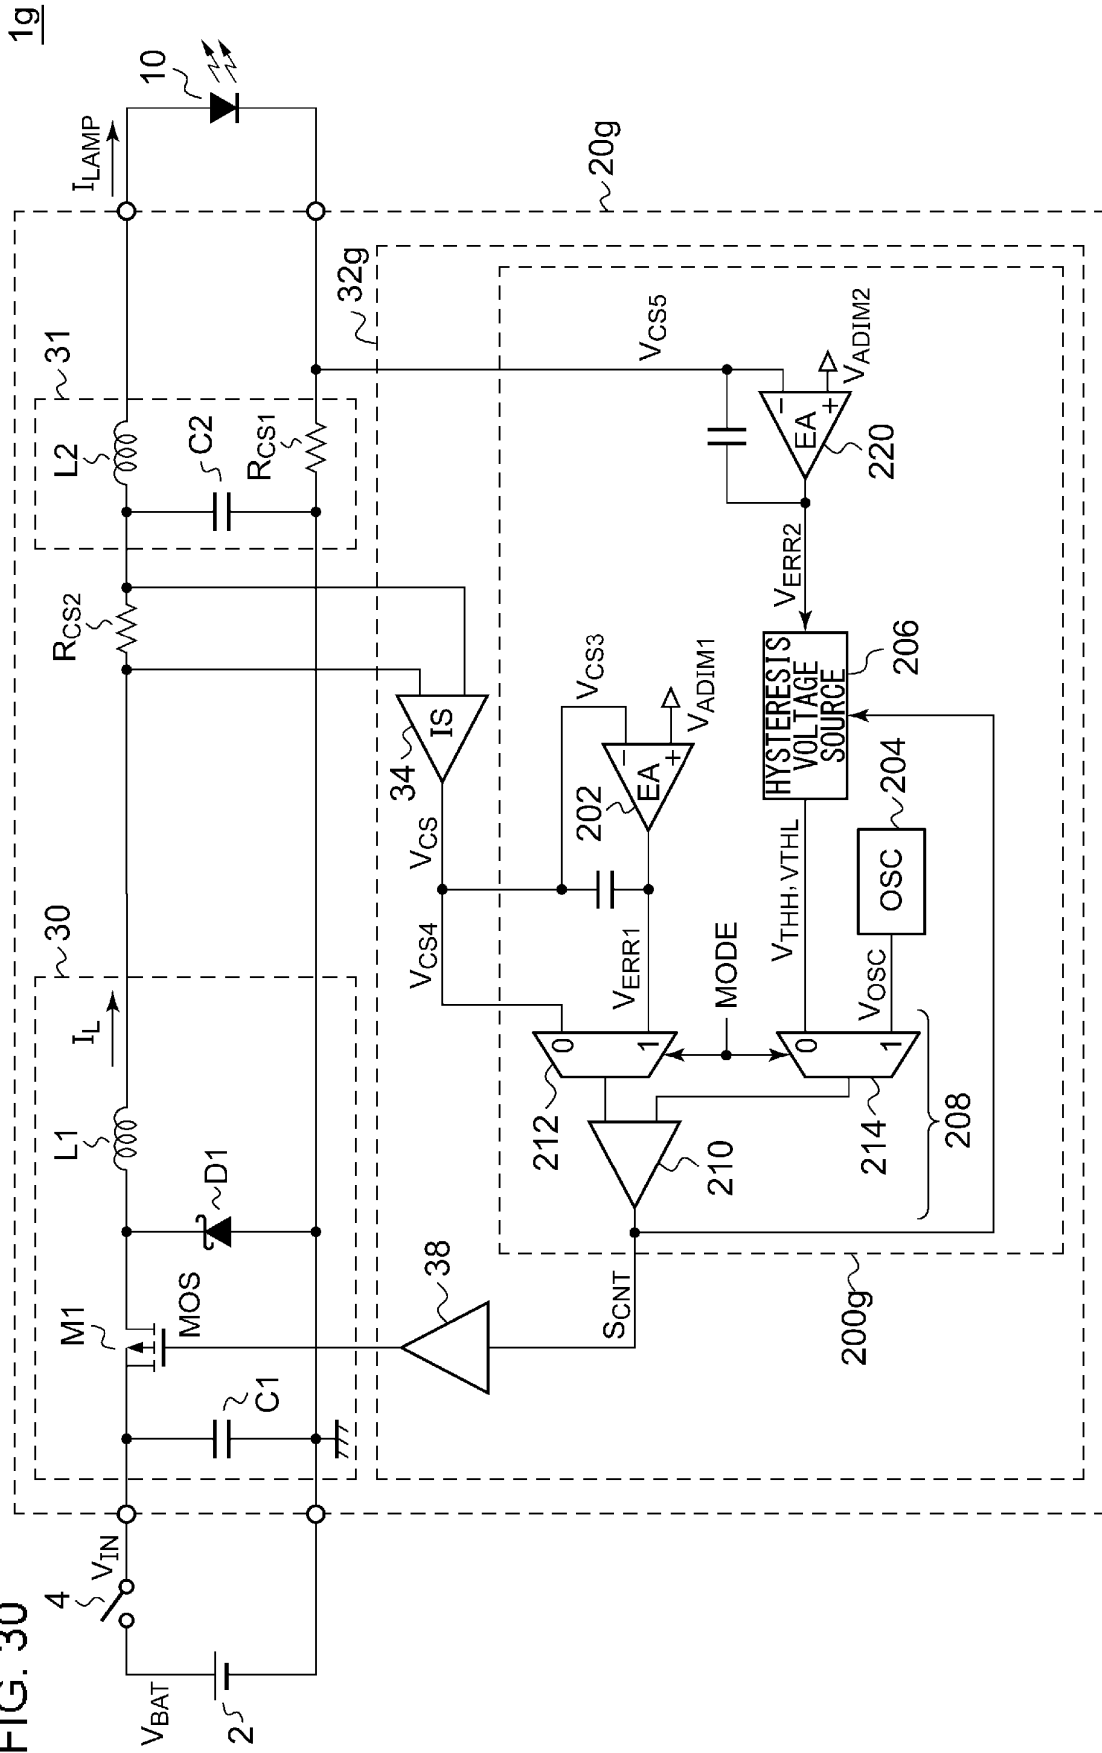 FIG. 30
1g
4
VIN
VBAT
2
30
M1
MOS
C1
D1
L1
IL
RCS2
31
L2
C2
RCS1
ILAMP
10
20g
32g
38
SCNT
34
IS
VCS
VCS4
VCS3
VCS5
202
EA
−
+
VADIM1
VERR1
212
0
1
MODE
210
214
0
1
208
VTHH, VTHL
VOSC
OSC
204
HYSTERESIS
VOLTAGE
SOURCE
206
VERR2
EA
−
+
220
VADIM2
200g